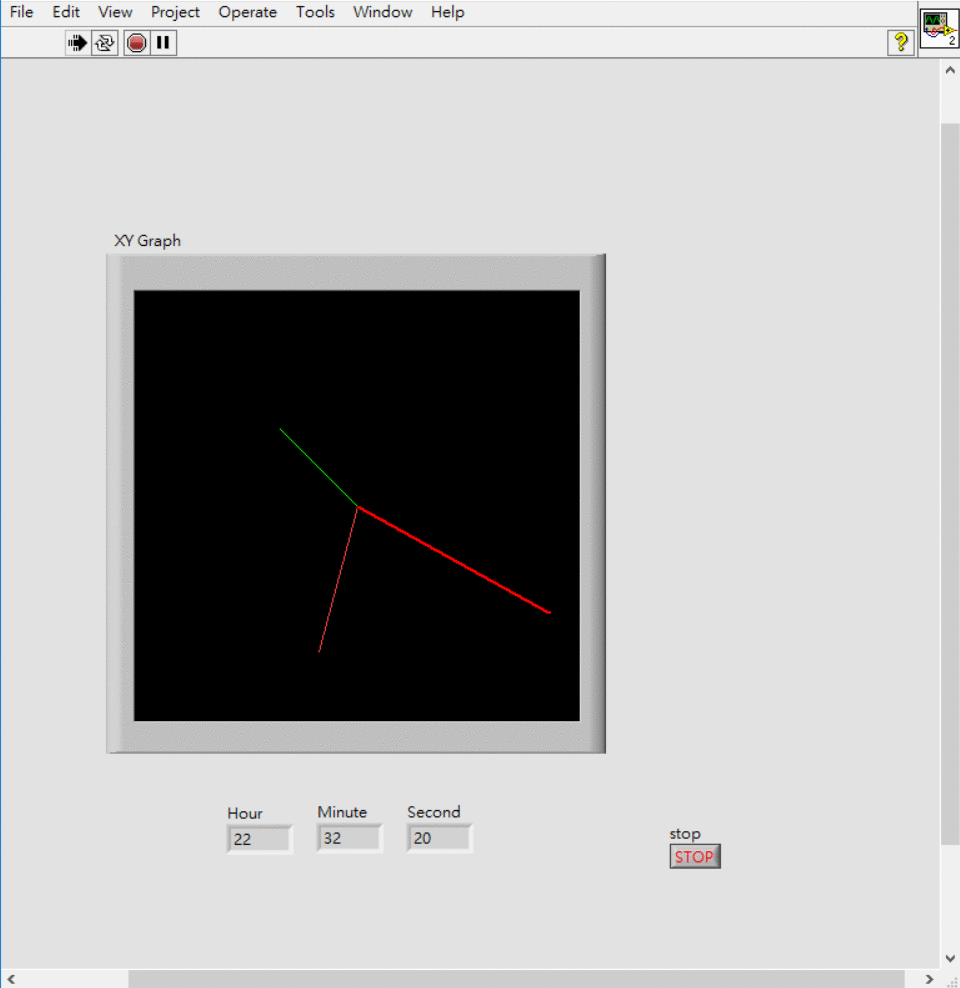 File Edit View Project Operate Tools Window Help
?
2
XY Graph
Hour Minute Second
22 32 20
stop
STOP